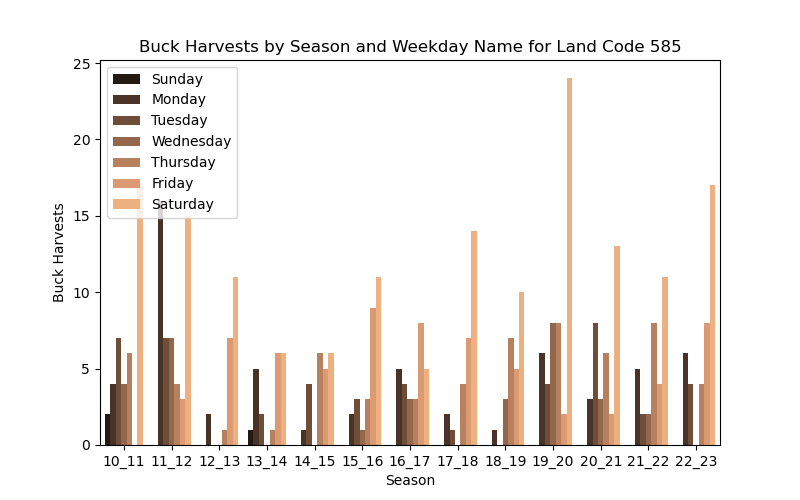 Buck Harvests by Season and Weekday Name for Land Code 585
25
20
15
10
5
0
Buck Harvests
Sunday
Monday
Tuesday
Wednesday
Thursday
Friday
Saturday
10_11 11_12 12_13 13_14 14_15 15_16 16_17 17_18 18_19 19_20 20_21 21_22 22_23
Season